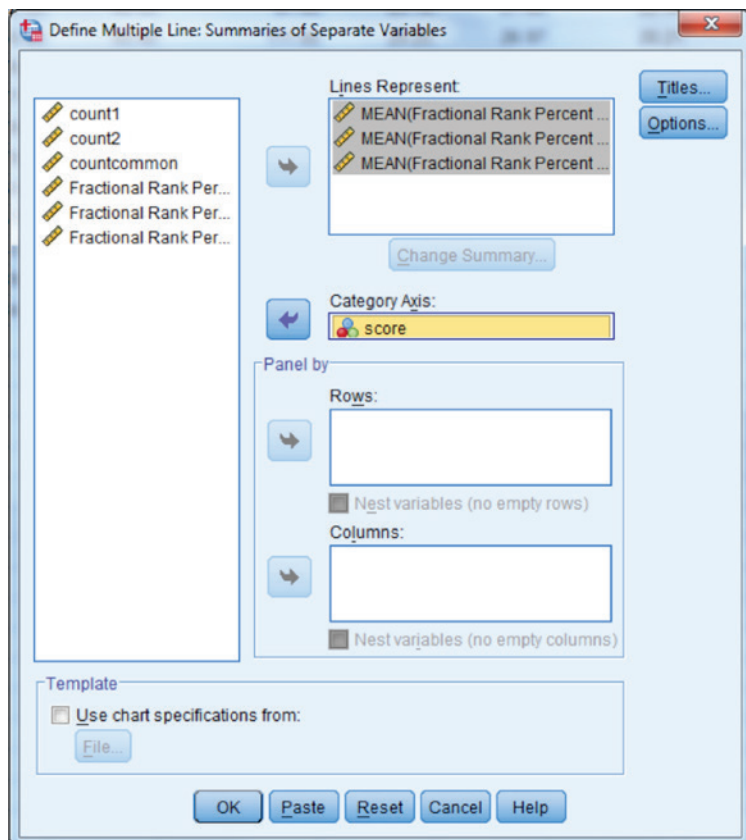 Define Multiple Line: Summaries of Separate Variables
count1
count2
countcommon
Fractional Rank Per...
Fractional Rank Per...
Fractional Rank Per...
Lines Represent:
MEAN(Fractional Rank Percent ...
MEAN(Fractional Rank Percent ...
MEAN(Fractional Rank Percent ...
Change Summary...
Category Axis:
score
Panel by
Rows:
Nest variables (no empty rows)
Columns:
Nest variables (no empty columns)
Titles...
Options...
Template
Use chart specifications from:
File...
OK Paste Reset Cancel Help